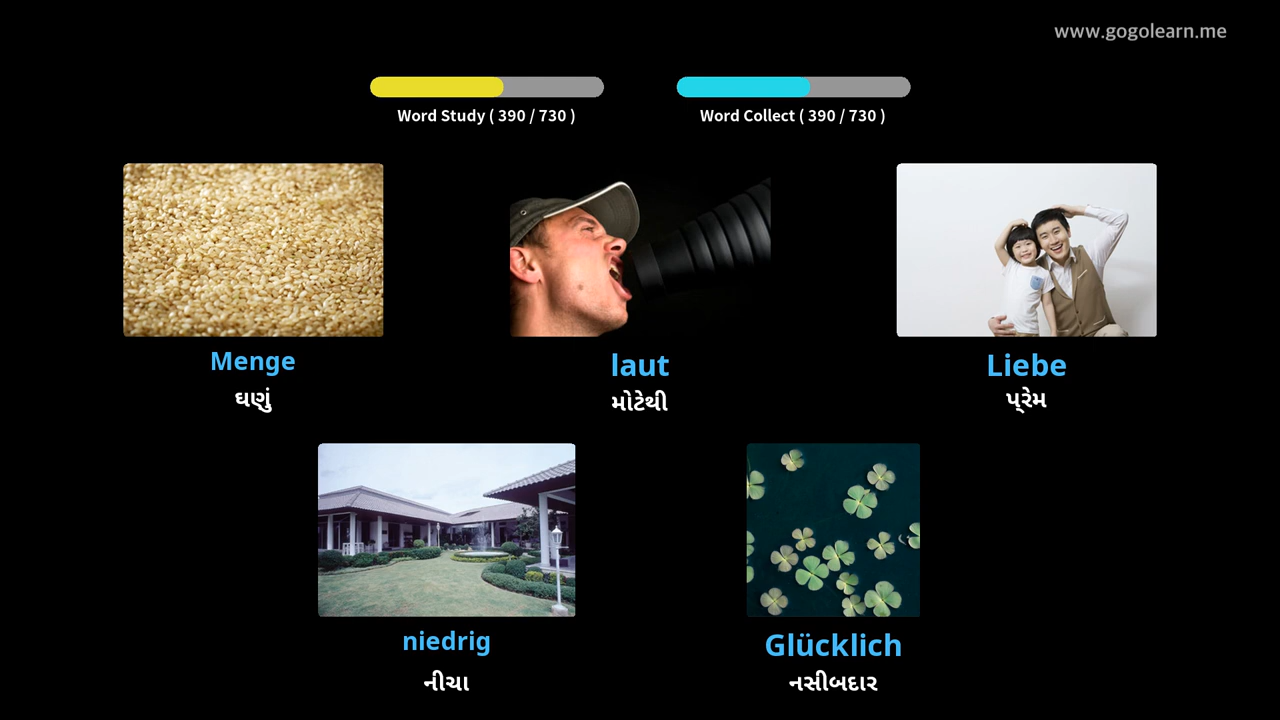 www.gogolearn.me
Word Study ( 390 / 730 )
Word Collect ( 390 / 730 )
Menge
ઘણું
laut
મોટેથી
Liebe
પ્રેમ
niedrig
નીચા
Glücklich
નસીબદાર